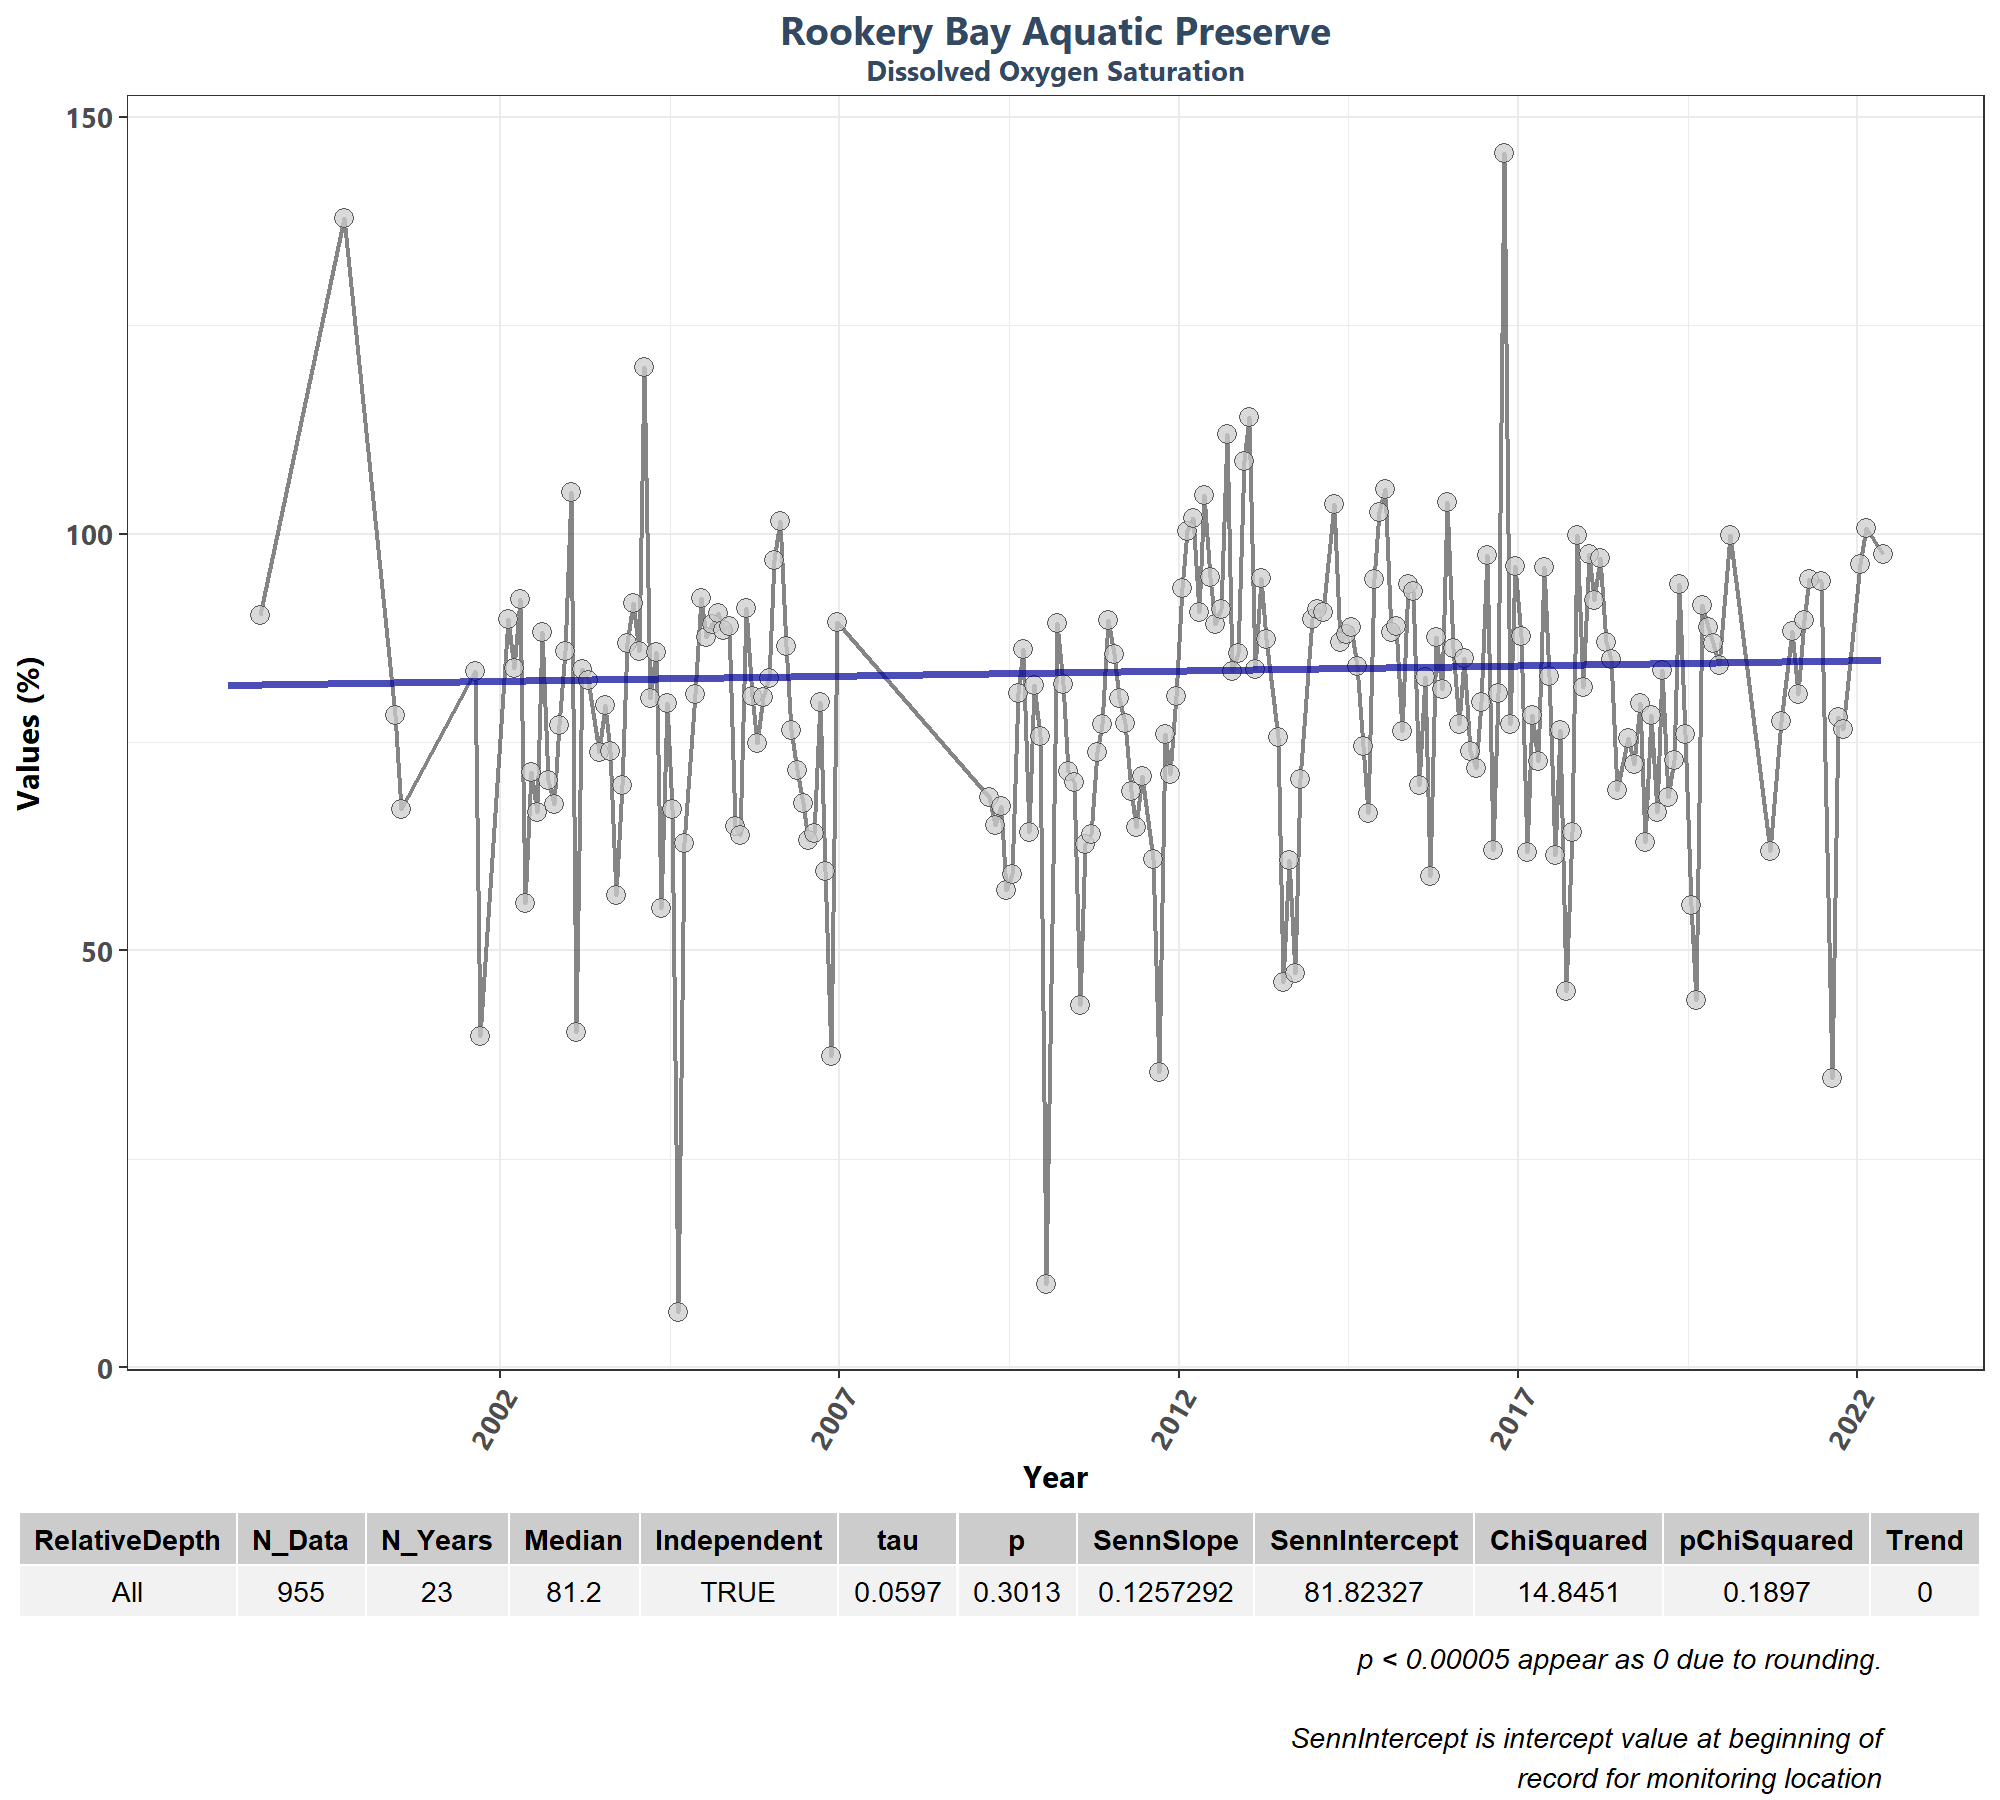 Rookery Bay Aquatic Preserve
Dissolved Oxygen Saturation
150
100
50
0
Values (%)
2002 2007 2012 2017 2022
Year
RelativeDepth N_Data N_Years Median Independent tau p SennSlope SennIntercept ChiSquared pChiSquared Trend
All 955 23 81.2 TRUE 0.0597 0.3013 0.1257292 81.82327 14.8451 0.1897 0
p < 0.00005 appear as 0 due to rounding.
SennIntercept is intercept value at beginning of
record for monitoring location